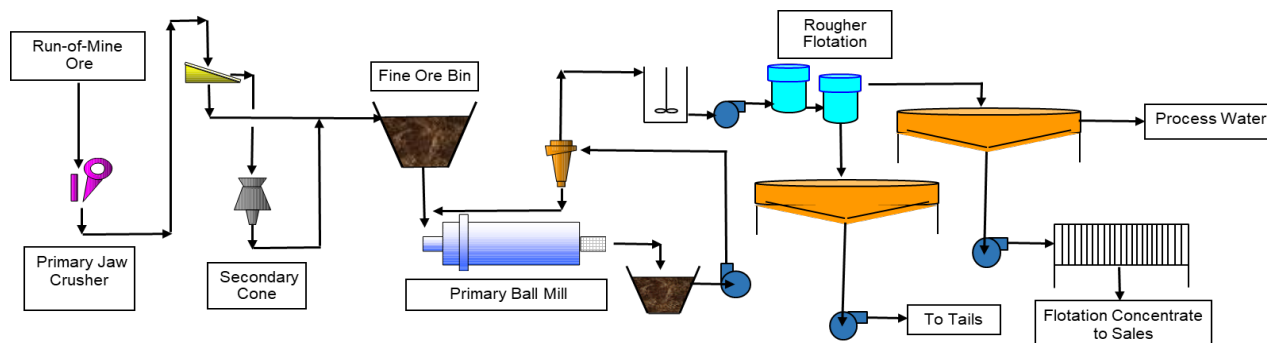 Run-of-Mine
Ore
Primary Jaw
Crusher
Secondary
Cone
Fine Ore Bin
Primary Ball Mill
Rougher
Flotation
Process Water
To Tails
Flotation Concentrate
to Sales